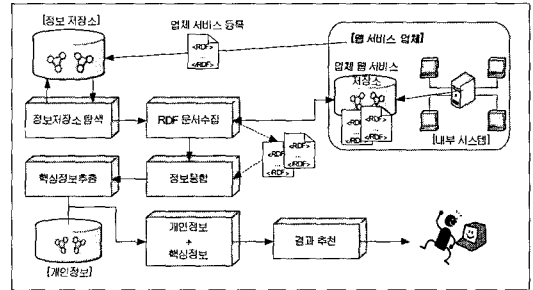 [정보 저장소]
업체 서비스 등록
<RDF>
...
<RDF>
[웹 서비스 업체]
업체 웹 서비스
저장소
<RDF>
...
<RDF>
<RDF>
...
<RDF>
[내부 시스템]
정보저장소 탐색
RDF 문서수집
<RDF>
...
<RDF>
<RDF>
...
<RDF>
핵심정보추출
정보통합
[개인정보]
개인정보
+
핵심정보
결과 추천